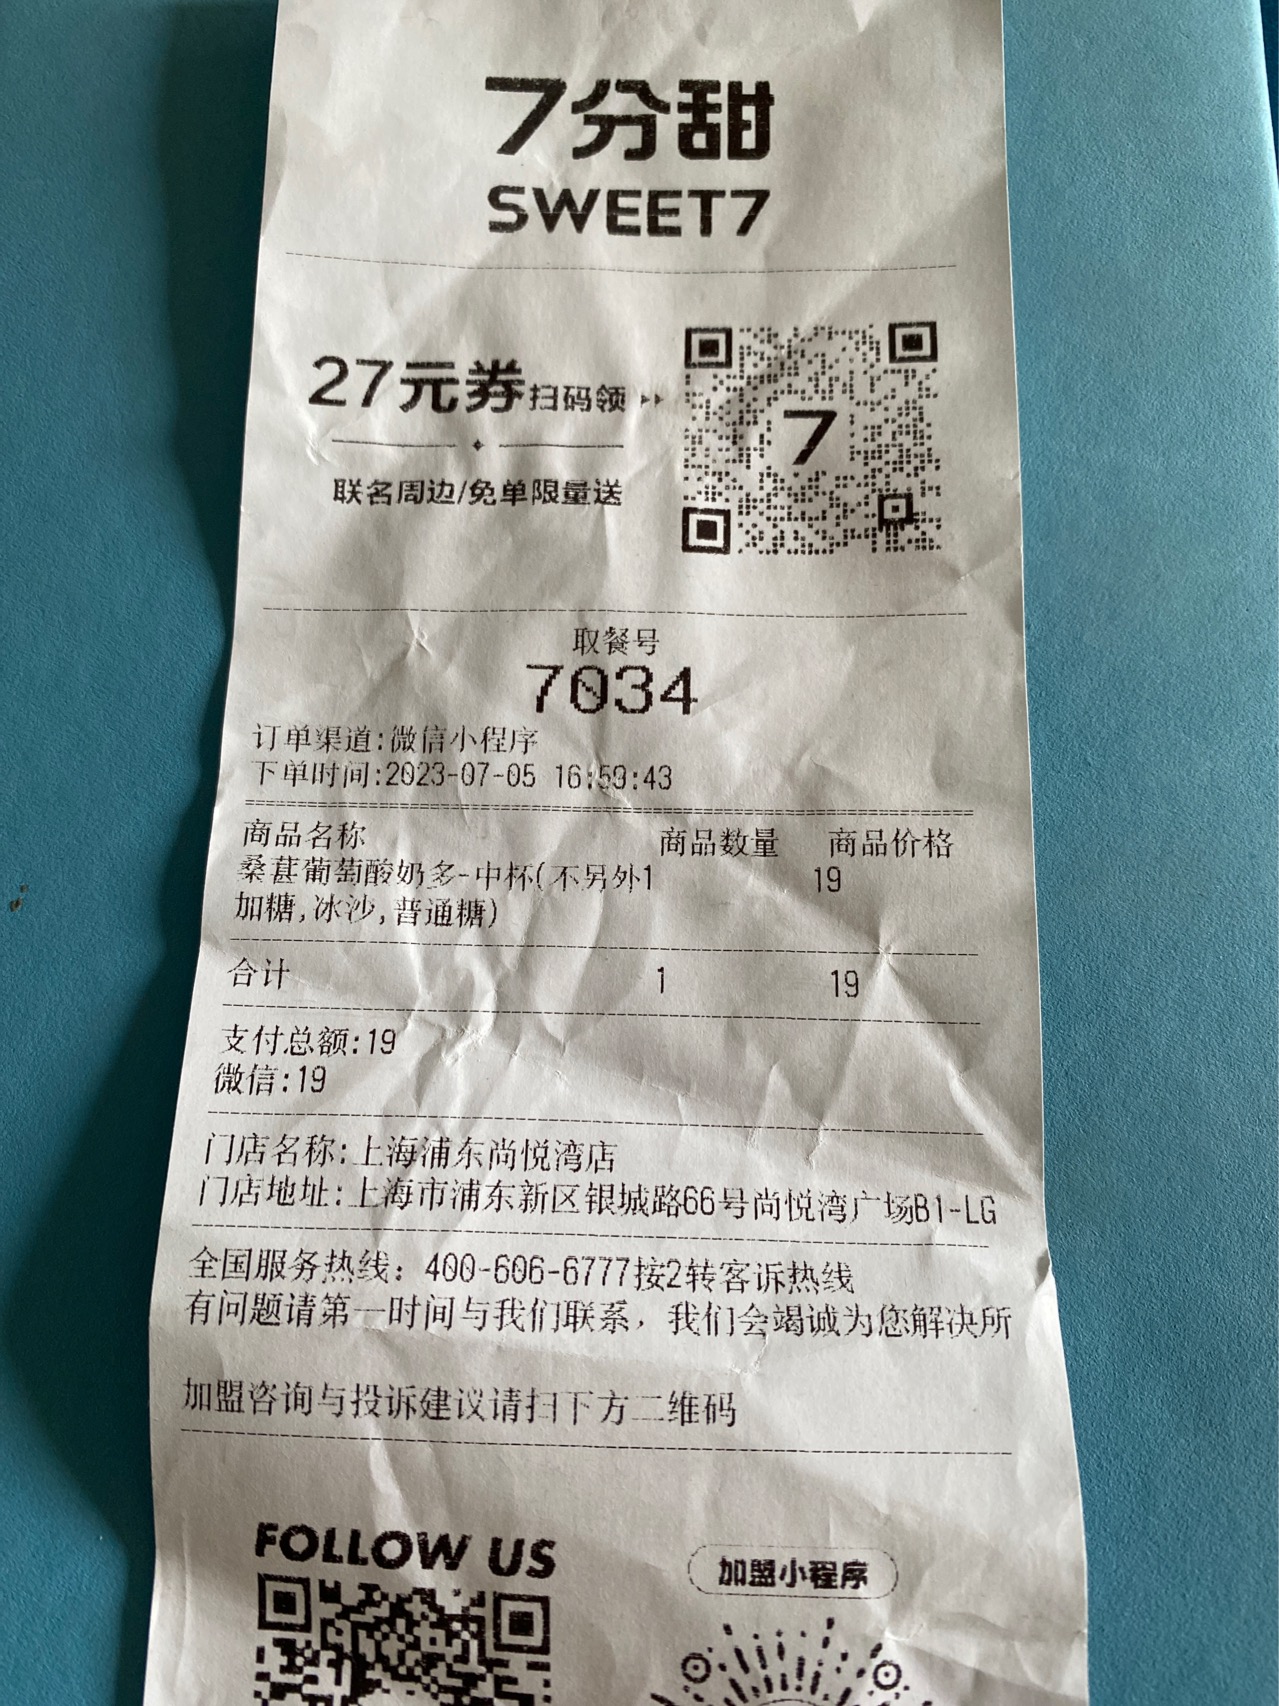 7分甜
SWEET7
27元券扫码领
联名周边/免单限量送
7
取餐号
7034
订单渠道:微信小程序
下单时间:2023-07-05 16:59:43
商品名称 商品数量 商品价格
桑葚葡萄酸奶多-中杯(不另外1 19
加糖,冰沙,普通糖)
合计 1 19
支付总额:19
微信:19
门店名称:上海浦东尚悦湾店
门店地址:上海市浦东新区银城路66号尚悦湾广场B1-LG
全国服务热线：400-606-6777按2转客诉热线
有问题请第一时间与我们联系，我们会竭诚为您解决所
加盟咨询与投诉建议请扫下方二维码
FOLLOW US
加盟小程序